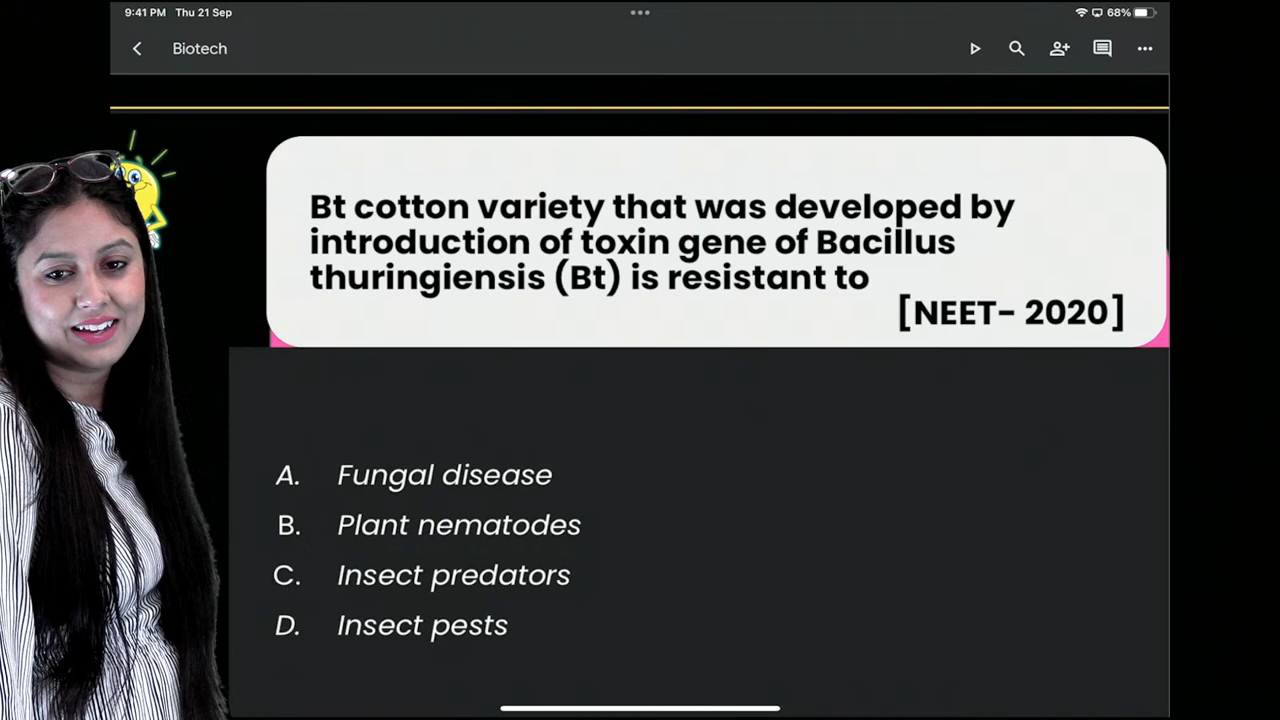 9:41 PM Thu 21 Sep
68%
Biotech
Bt cotton variety that was developed by
introduction of toxin gene of Bacillus
thuringiensis (Bt) is resistant to
[NEET- 2020]
A. Fungal disease
B. Plant nematodes
C. Insect predators
D. Insect pests